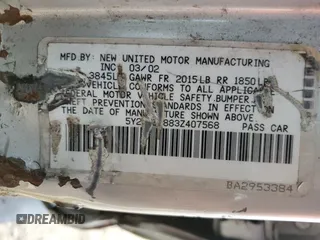 MFD.BY: NEW UNITED MOTOR MANUFACTURING
INC. 03/02
3845LB GAWR FR 2015LB RR 1850LB
VEHICLE CONFORMS TO ALL APPLICABLE
FEDERAL MOTOR VEHICLE SAFETY, BUMPER
THEFT PREVENTION STANDARDS IN EFFECT
THE DATE OF MANUFACTURE SHOWN ABOVE.
883Z407568 PASS CAR
BA2953384
DREAMBID